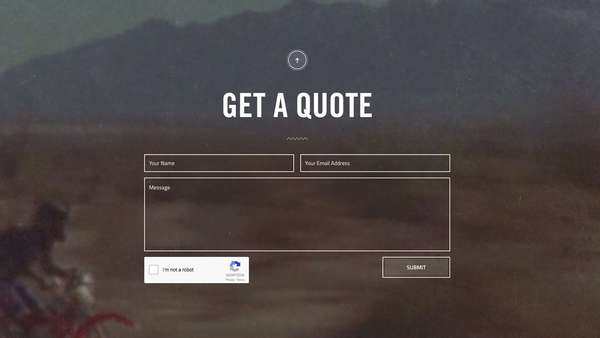 GET A QUOTE
Your Name
Your Email Address
Message
I'm not a robot
reCAPTCHA
Privacy - Terms
SUBMIT